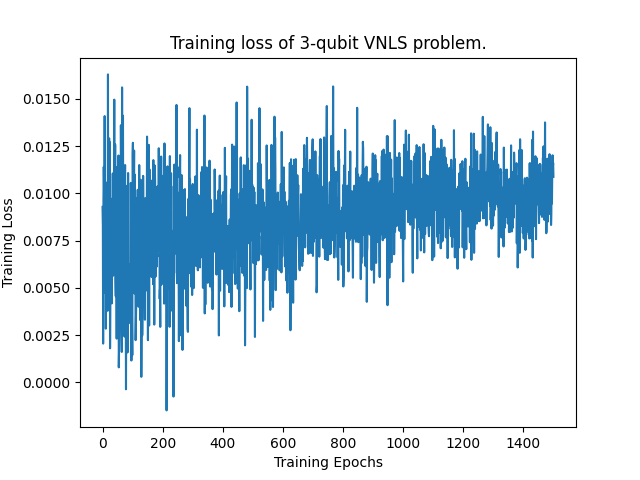 Training loss of 3-qubit VNLS problem.
Training Loss
0.0150
0.0125
0.0100
0.0075
0.0050
0.0025
0.0000
0 200 400 600 800 1000 1200 1400
Training Epochs